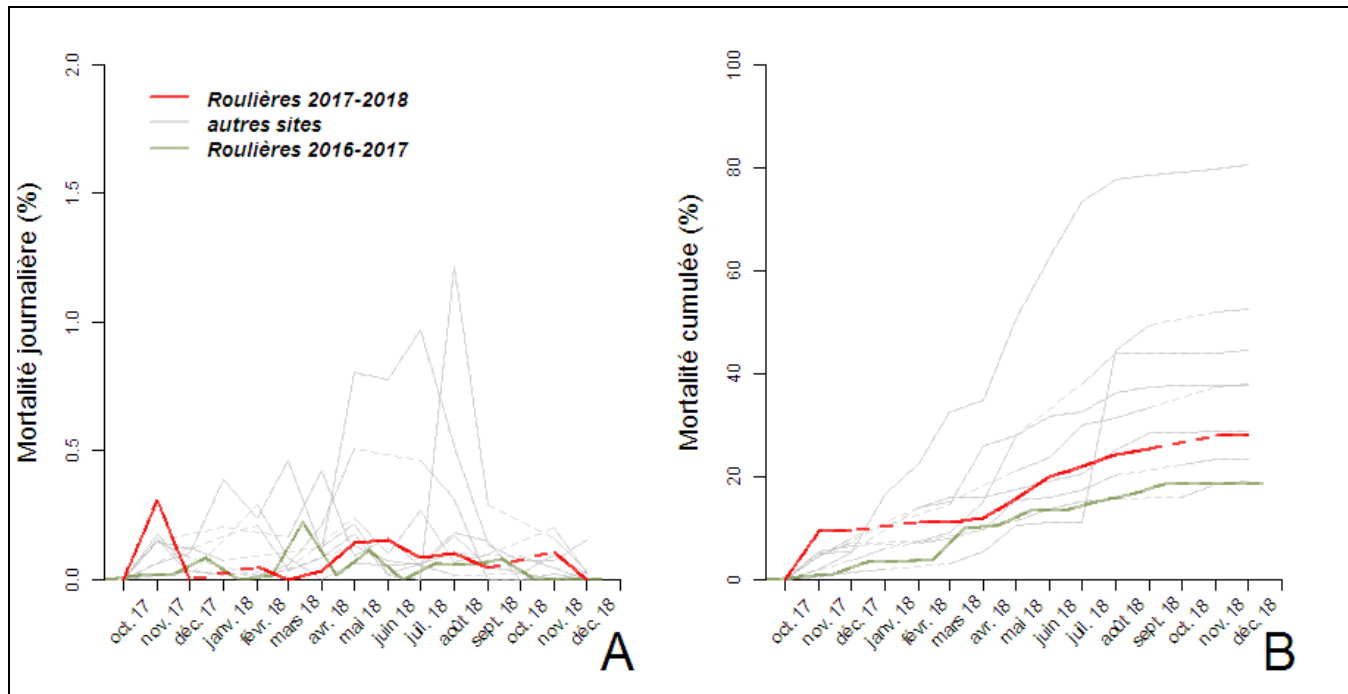 Mortalité journalière (%)
2.0
1.5
1.0
0.5
0.0
Roulières 2017-2018
autres sites
Roulières 2016-2017
oct. 17
nov. 17
déc. 17
janv. 18
févr. 18
mars 18
avr. 18
mai 18
juin 18
juil. 18
août 18
sept. 18
oct. 18
nov. 18
déc. 18
A
Mortalité cumulée (%)
100
80
60
40
20
0
oct. 17
nov. 17
déc. 17
janv. 18
févr. 18
mars 18
avr. 18
mai 18
juin 18
juil. 18
août 18
sept. 18
oct. 18
nov. 18
déc. 18
B